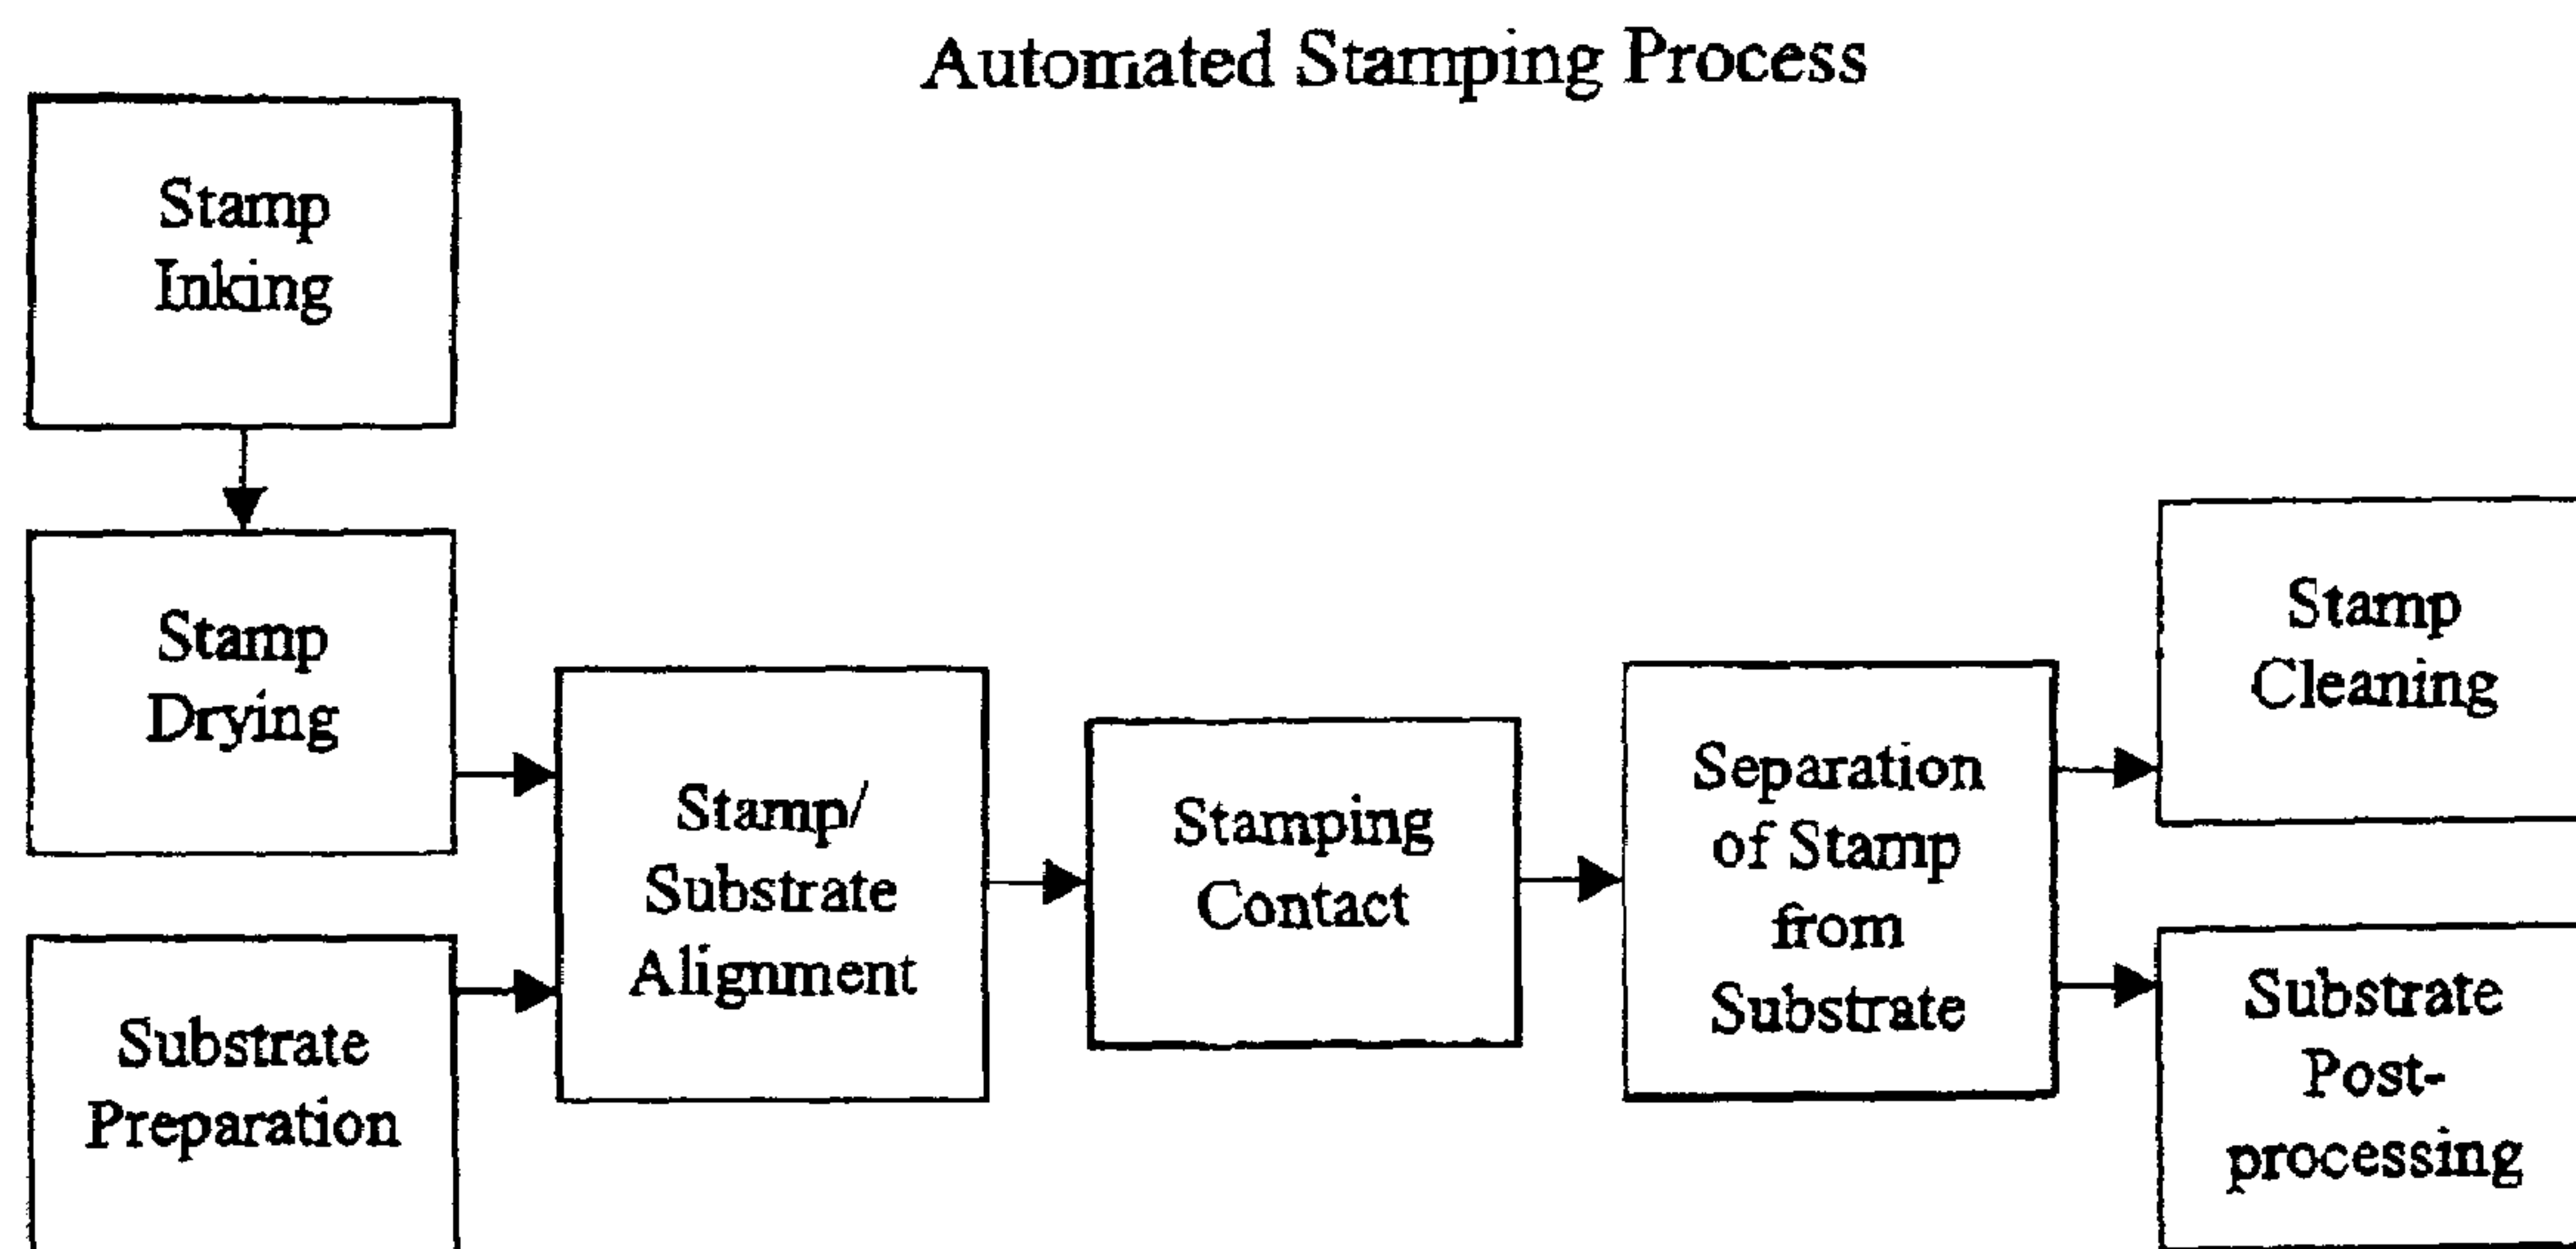 Automated Stamping Process
Stamp
Inking
Stamp
Drying
Substrate
Preparation
Stamp/
Substrate
Alignment
Stamping
Contact
Separation
of Stamp
from
Substrate
Stamp
Cleaning
Substrate
Post-
processing